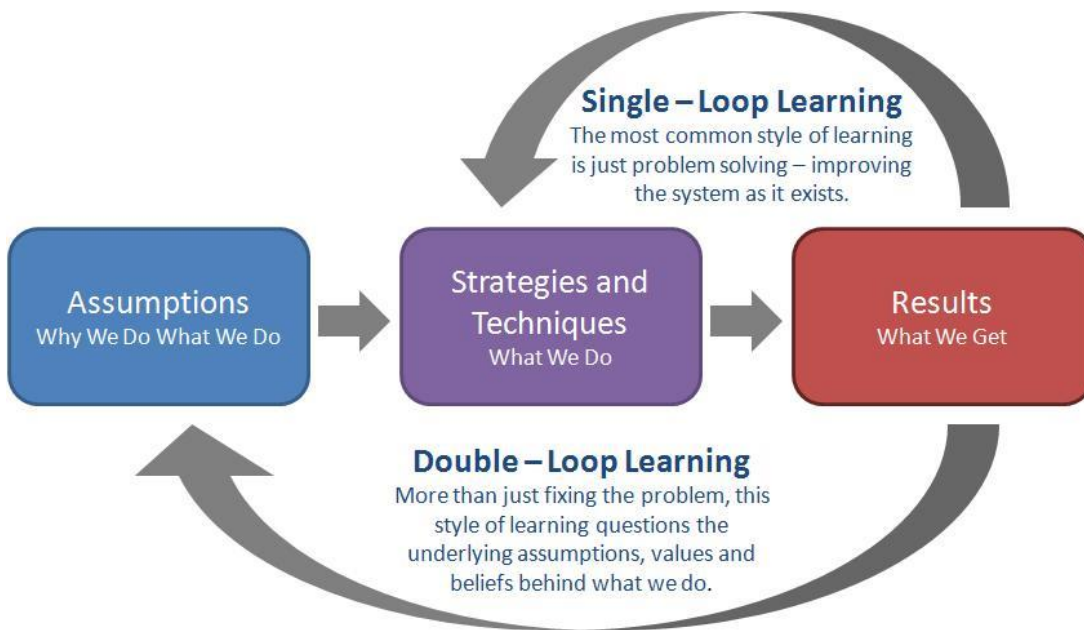 Single – Loop Learning
The most common style of learning
is just problem solving – improving
the system as it exists.
Assumptions
Why We Do What We Do
Strategies and
Techniques
What We Do
Results
What We Get
Double – Loop Learning
More than just fixing the problem, this
style of learning questions the
underlying assumptions, values and
beliefs behind what we do.